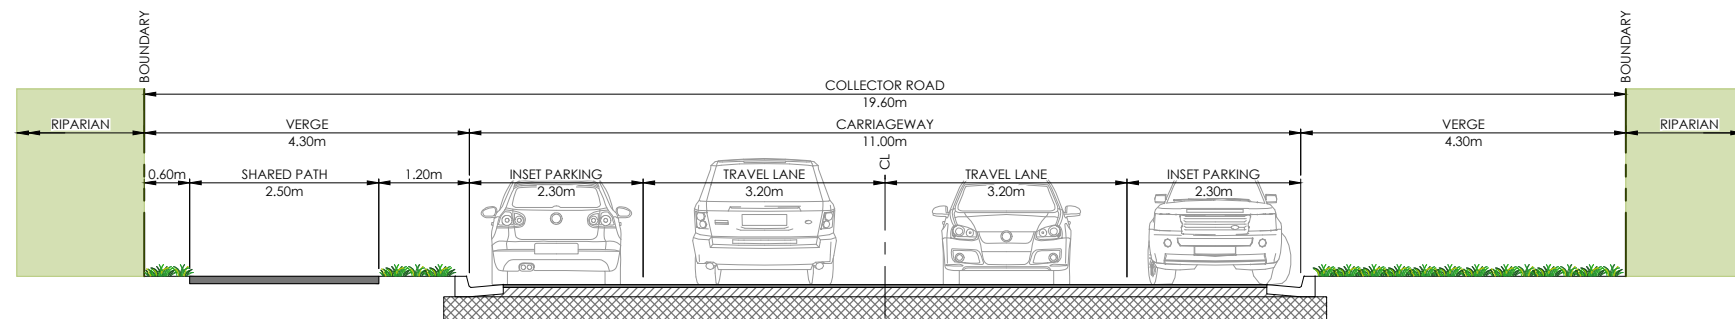 BOUNDARY
BOUNDARY
COLLECTOR ROAD
19.60m
RIPARIAN
VERGE
CARRIAGEWAY
VERGE
RIPARIAN
4.30m
11.00m
4.30m
CL
0.60m
SHARED PATH
1.20m
INSET PARKING
TRAVEL LANE
TRAVEL LANE
INSET PARKING
2.50m
2.30m
3.20m
3.20m
2.30m